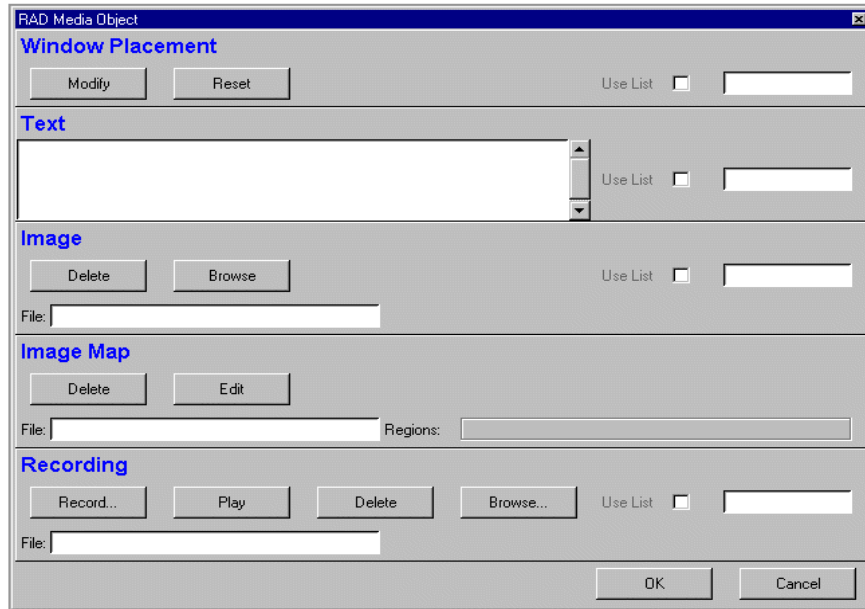 RAD Media Object
Window Placement
Modify Reset Use List
Text
Use List
Image
Delete Browse Use List
File:
Image Map
Delete Edit
File: Regions:
Recording
Record... Play Delete Browse... Use List
File:
OK Cancel